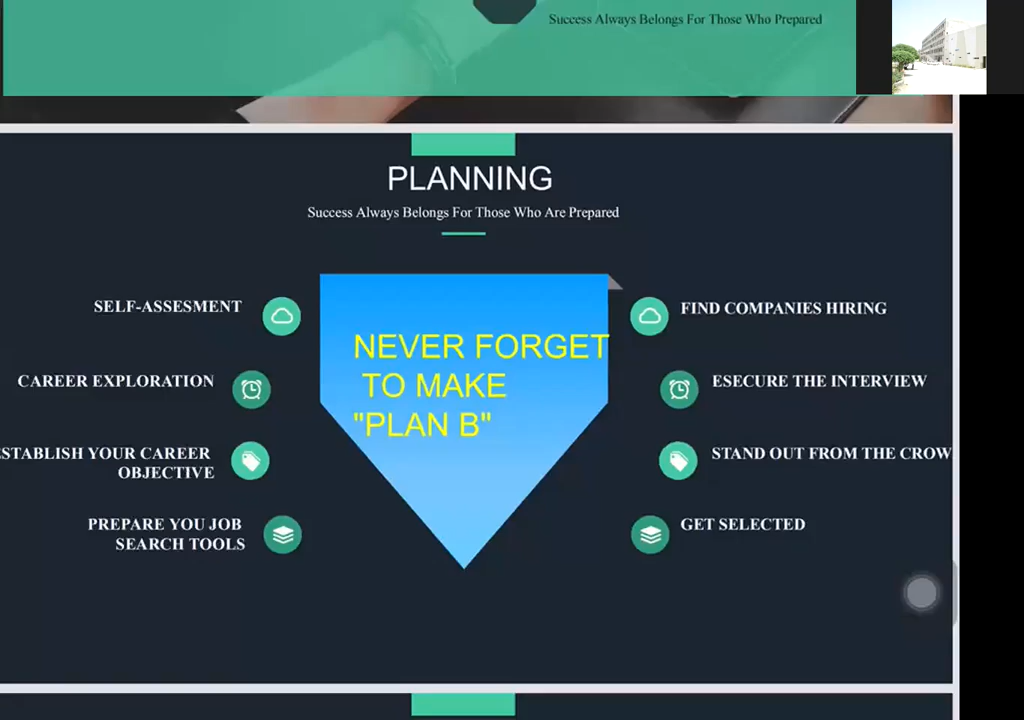 Success Always Belongs For Those Who Prepared
PLANNING
Success Always Belongs For Those Who Are Prepared
SELF-ASSESMENT
CAREER EXPLORATION
STABLISH YOUR CAREER
OBJECTIVE
PREPARE YOU JOB
SEARCH TOOLS
NEVER FORGET
TO MAKE
"PLAN B"
FIND COMPANIES HIRING
ESECURE THE INTERVIEW
STAND OUT FROM THE CROW
GET SELECTED